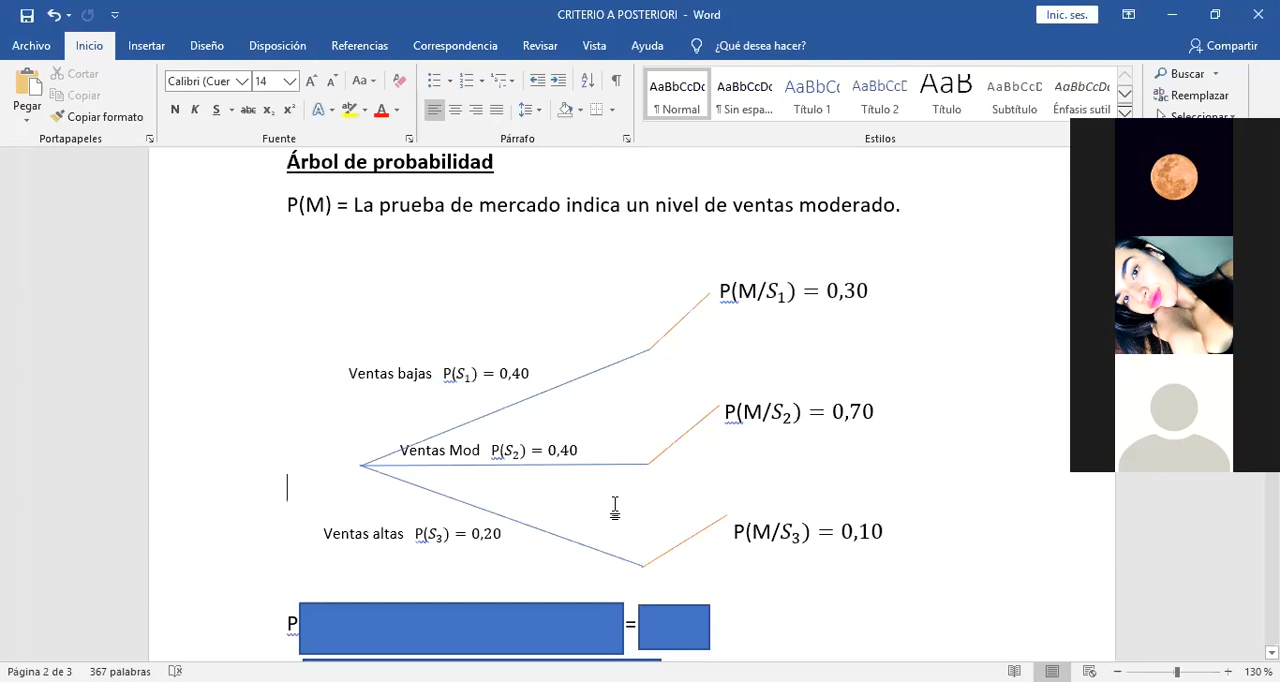 CRITERIO A POSTERIORI - Word
Inic. ses.
Archivo Inicio Insertar Diseño Disposición Referencias Correspondencia Revisar Vista Ayuda ¿Qué desea hacer? Compartir
Pegar
Cortar
Copiar
Copiar formato
Portapapeles
Calibri (Cuer 14
Aa
N K S abc x₂ x²
Fuente
Párrafo
AaBbCcDc AaBbCcDc AaBbCc AaBbCcD AaB AaBbCcD AaBbCcDc
¶ Normal ¶ Sin espa... Título 1 Título 2 Título Subtítulo Énfasis sutil
Estilos
Buscar
Reemplazar
Seleccionar
Árbol de probabilidad
P(M) = La prueba de mercado indica un nivel de ventas moderado.
P(M/S₁) = 0,30
Ventas bajas P(S₁) = 0,40
P(M/S₂) = 0,70
Ventas Mod P(S₂) = 0,40
Ventas altas P(S₃) = 0,20
P(M/S₃) = 0,10
P =
Página 2 de 3 367 palabras
130 %